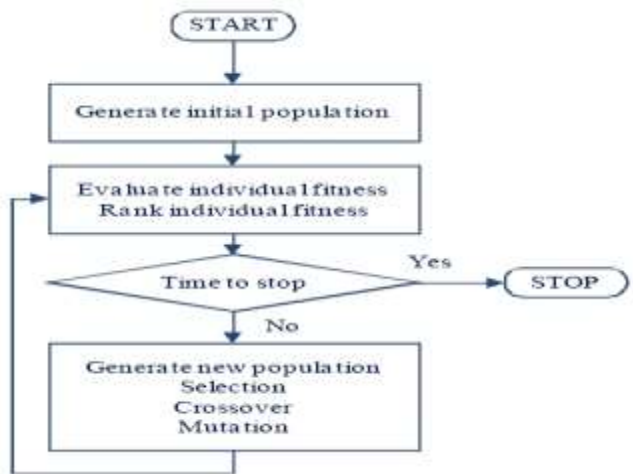 START
Generate initial population
Evaluate individual fitness
Rank individual fitness
Time to stop
Yes
STOP
No
Generate new population
Selection
Crossover
Mutation